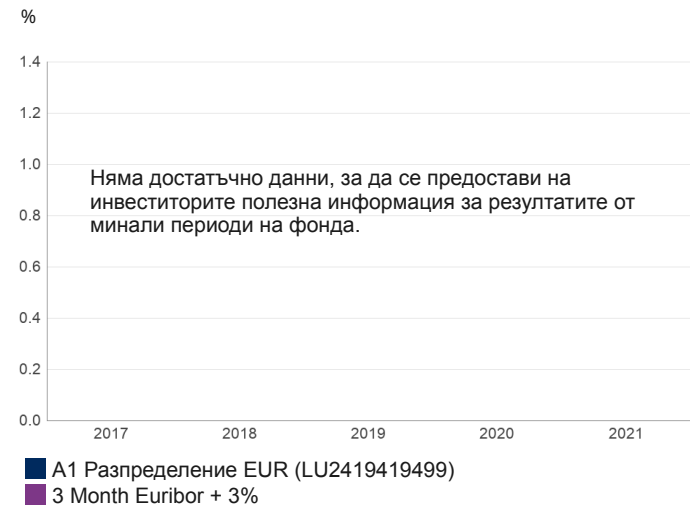 %
1.4
1.2
1.0
0.8
0.6
0.4
0.2
0.0
Няма достатъчно данни, за да се предостави на
инвеститорите полезна информация за резултатите от
минали периоди на фонда.
2017 2018 2019 2020 2021
A1 Разпределение EUR (LU2419419499)
3 Month Euribor + 3%